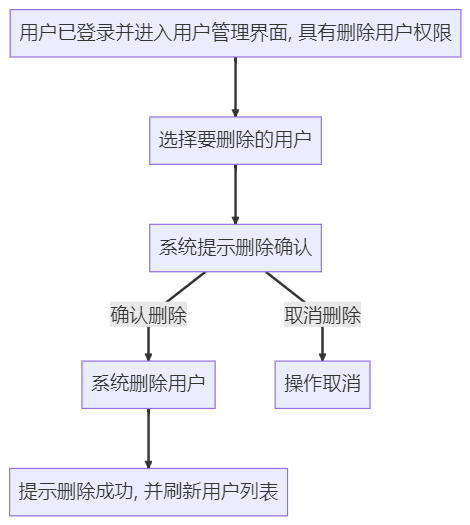 用户已登录并进入用户管理界面, 具有删除用户权限
选择要删除的用户
系统提示删除确认
确认删除
取消删除
系统删除用户
操作取消
提示删除成功, 并刷新用户列表